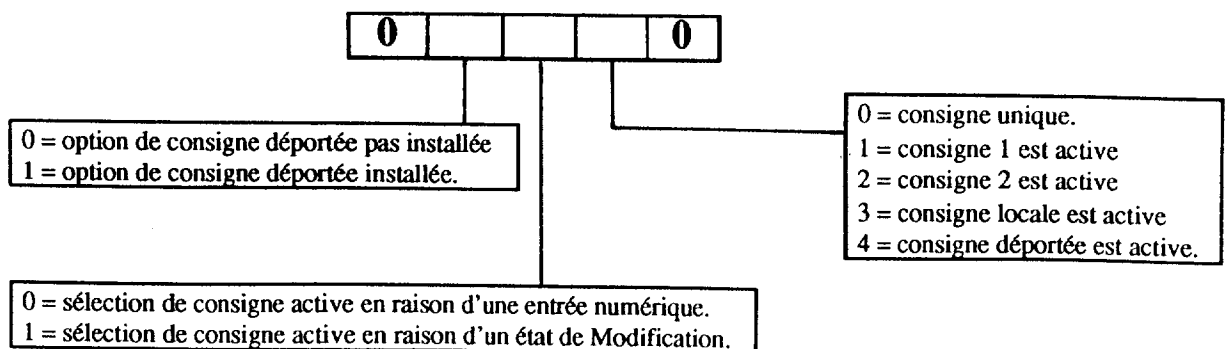 0 0
0 = option de consigne déportée pas installée
1 = option de consigne déportée installée.
0 = consigne unique.
1 = consigne 1 est active
2 = consigne 2 est active
3 = consigne locale est active
4 = consigne déportée est active.
0 = sélection de consigne active en raison d'une entrée numérique.
1 = sélection de consigne active en raison d'un état de Modification.